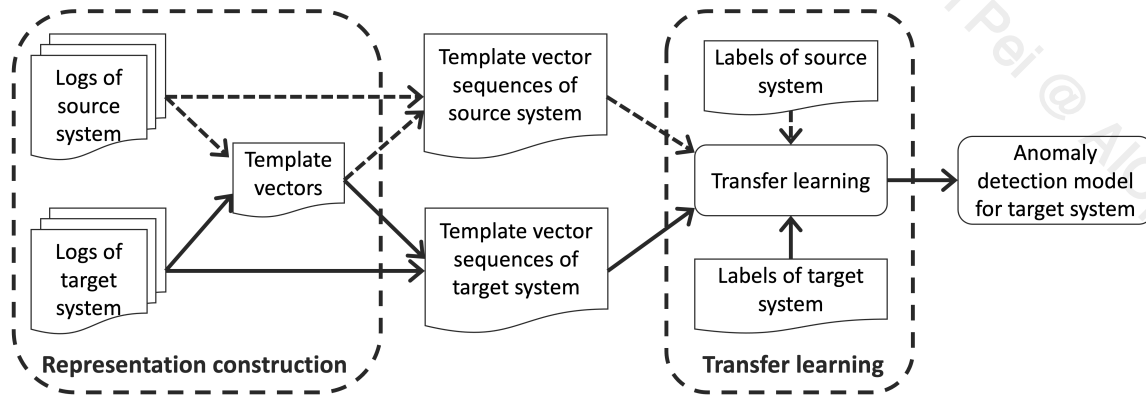 Logs of
source
system
Template vector
sequences of
source system
Labels of source
system
Template
vectors
Transfer learning
Anomaly
detection model
for target system
Logs of
target
system
Template vector
sequences of
target system
Labels of target
system
Representation construction
Transfer learning
Pei @